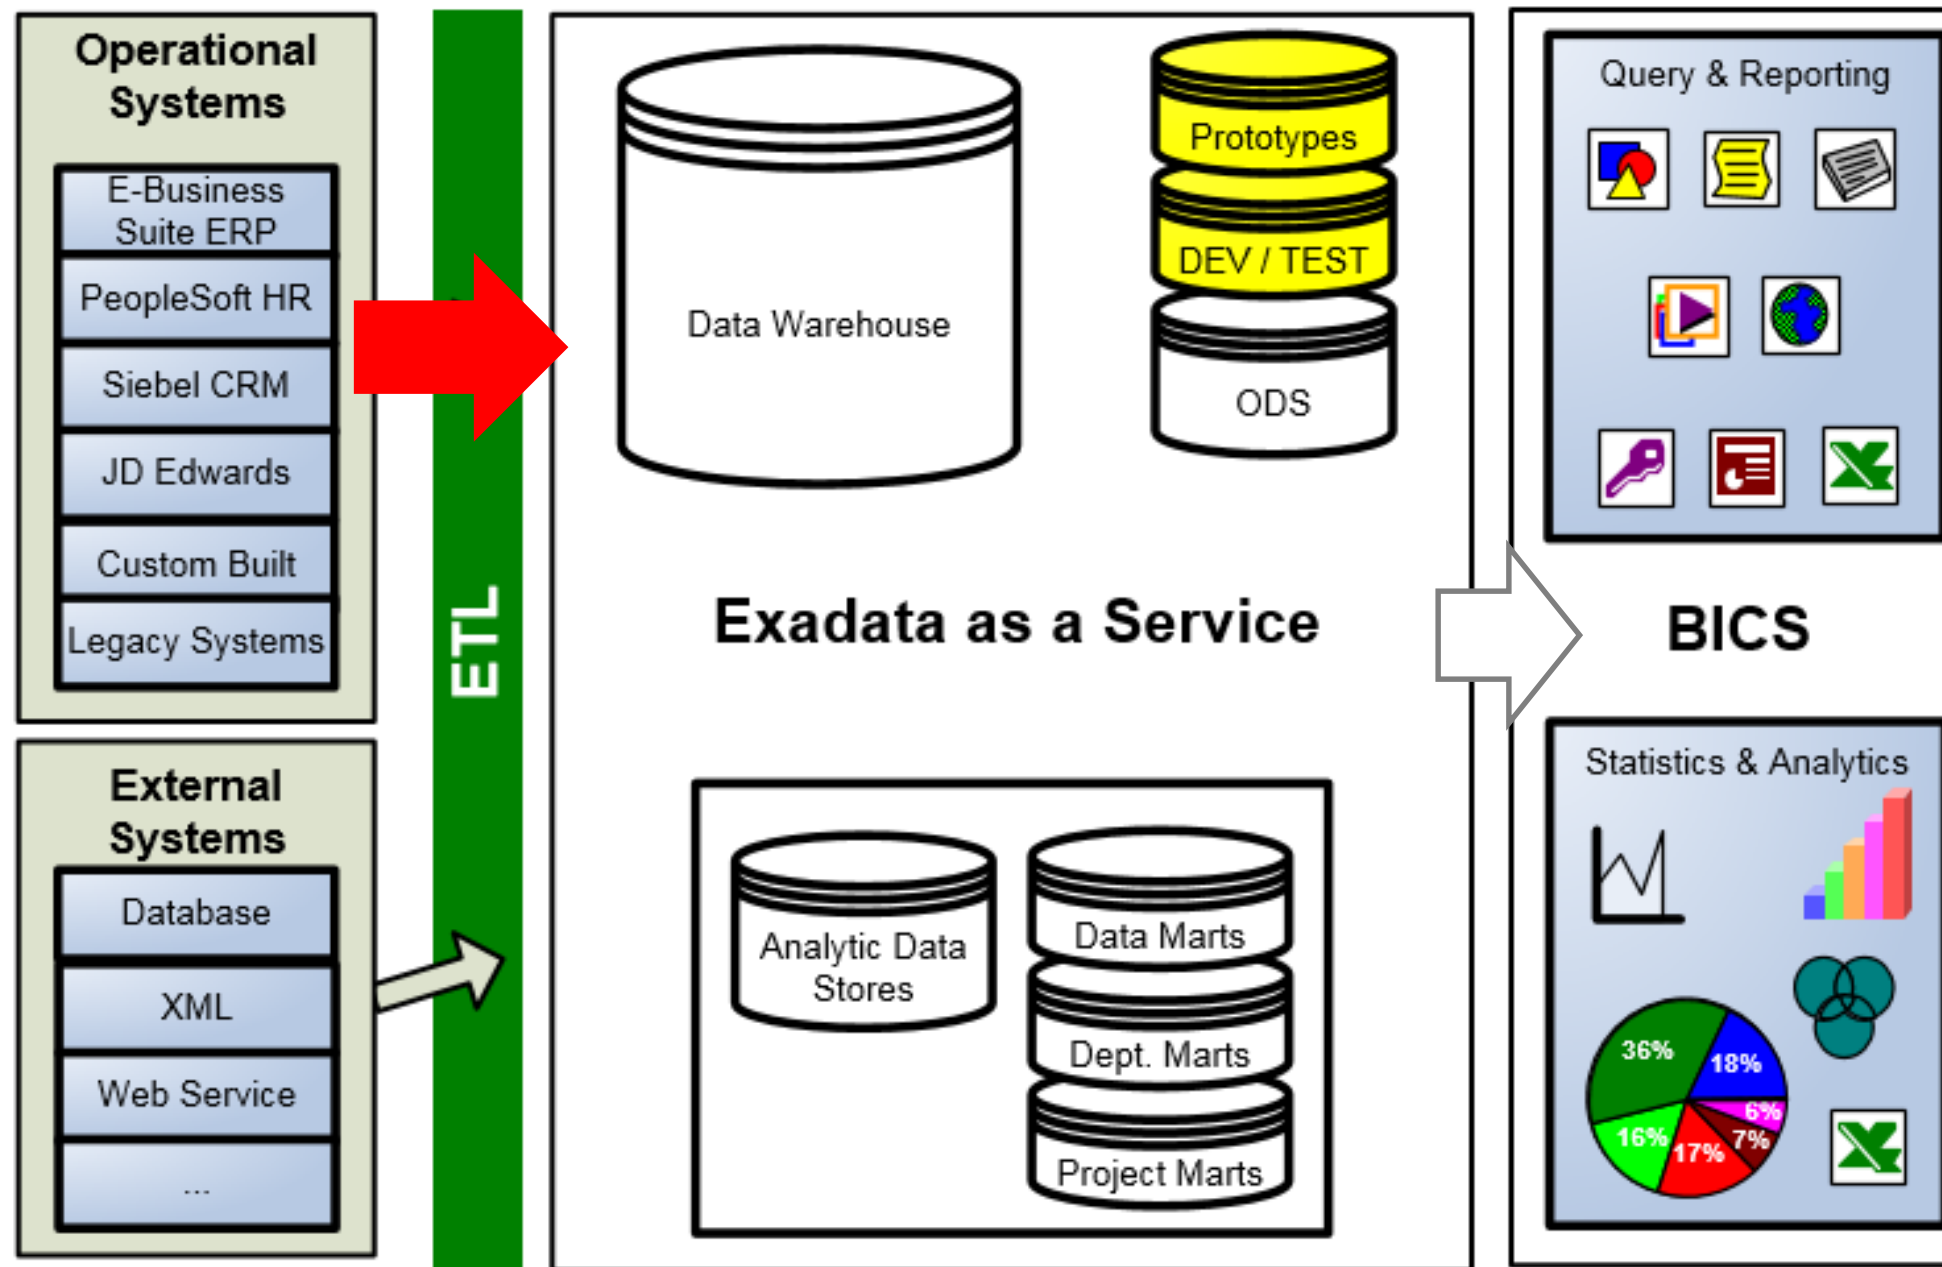 Operational
Systems
E-Business
Suite ERP
PeopleSoft HR
Siebel CRM
JD Edwards
Custom Built
Legacy Systems
External
Systems
Database
XML
Web Service
...
ETL
Data Warehouse
Prototypes
DEV / TEST
ODS
Exadata as a Service
Analytic Data
Stores
Data Marts
Dept. Marts
Project Marts
Query & Reporting
BICS
Statistics & Analytics
36%
18%
6%
7%
17%
16%